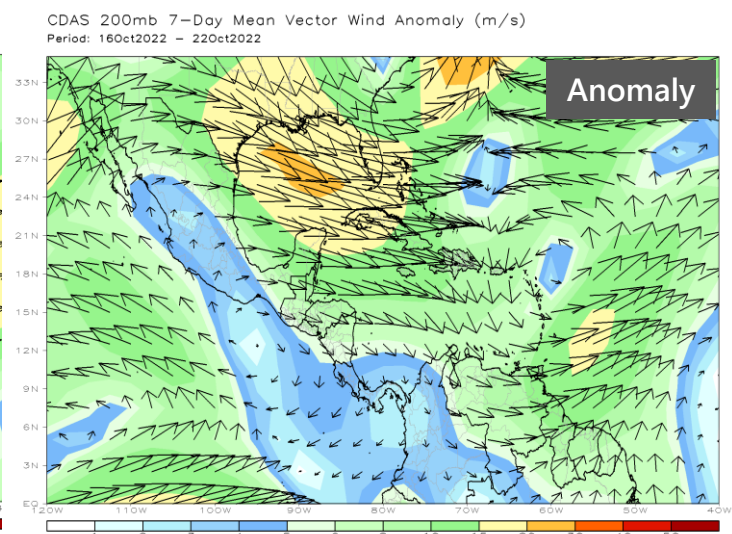 CDAS 200mb 7-Day Mean Vector Wind Anomaly (m/s)
Period: 16Oct2022 - 22Oct2022
Anomaly
33N
30N
27N
24N
21N
18N
15N
12N
9N
6N
3N
EQ
120W 110W 100W 90W 80W 70W 60W 50W 40W